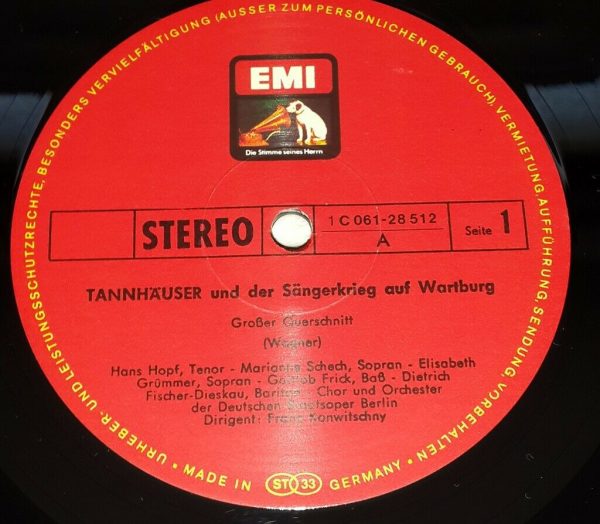 URHEBER- UND LEISTUNGSSCHUTZRECHTE, BESONDERS VERVIELFÄLTIGUNG (AUSSER ZUM PERSÖNLICHEN GEBRAUCH), VERMIETUNG, AUFFÜHRUNG, SENDUNG, VORBEHALTEN
EMI
Die Stimme seines Herrn
STEREO
1 C 061-28 512
A
Seite 1
TANNHÄUSER und der Sängerkrieg auf Wartburg
Großer Querschnitt
(Wagner)
Hans Hopf, Tenor - Marianne Schech, Sopran - Elisabeth
Grümmer, Sopran - Gottlob Frick, Baß - Dietrich
Fischer-Dieskau, Bariton - Chor und Orchester
der Deutschen Staatsoper Berlin
Dirigent: Franz Konwitschny
• MADE IN ST 33 GERMANY •